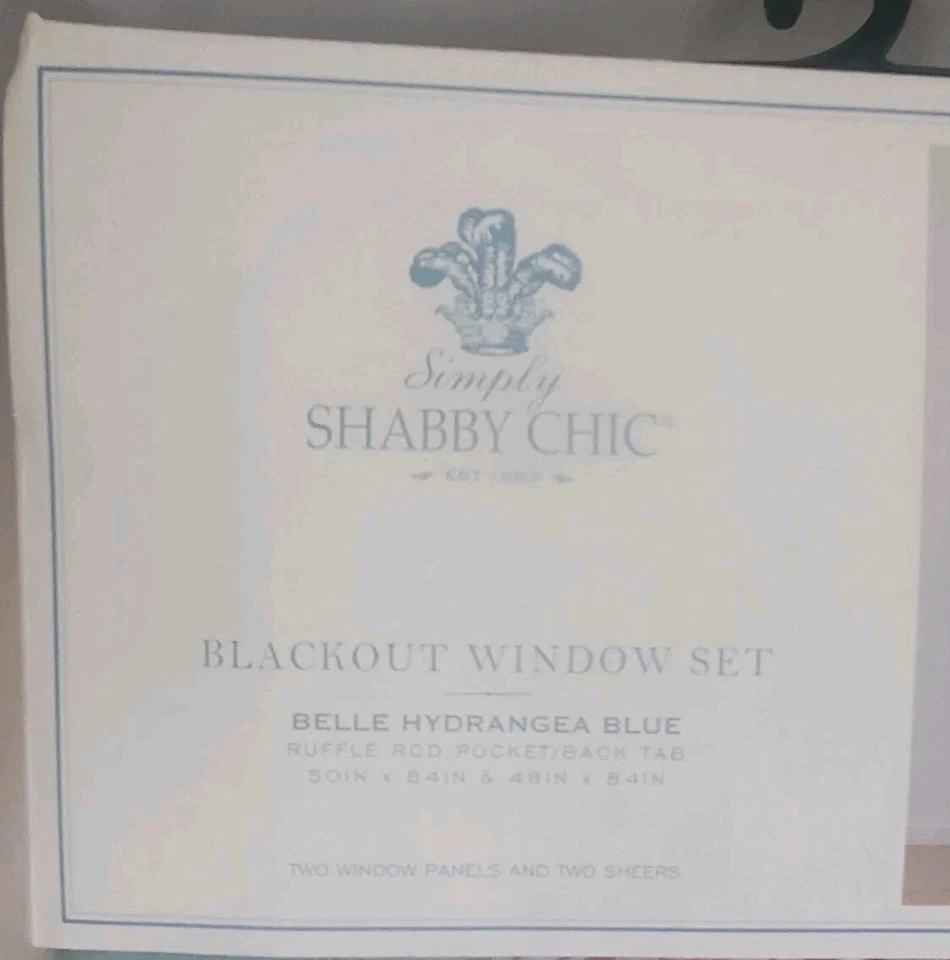 Simply
SHABBY CHIC®
EST 1989
BLACKOUT WINDOW SET
BELLE HYDRANGEA BLUE
RUFFLE ROD POCKET/BACK TAB
50IN x 84IN & 48IN x 84IN
TWO WINDOW PANELS AND TWO SHEERS